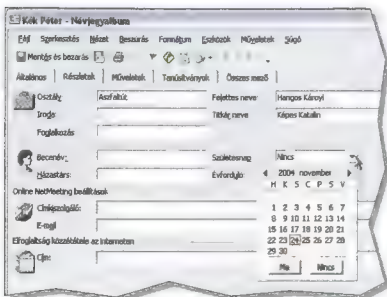 Kék Péter - Névjegyalbum
Fájl Szerkesztés Nézet Beszúrás Formátum Eszközök Műveletek Súgó
Mentés és bezárás
Általános Részletek Műveletek Tanúsítványok Összes mező
Osztály: Aszfaltút Felettes neve: Hangos Károly
Iroda: Titkár neve: Képes Katalin
Foglalkozás
Becenév: Születésnap: Nincs
Házastárs: Évforduló:
2004 november
H K S C P S V
Online NetMeeting beállítások
1 2 3 4 5 6 7
Címkiszolgáló:
8 9 10 11 12 13 14
E-mail
15 16 17 18 19 20 21
Elfoglaltság közzététele az interneten
22 23 24 25 26 27 28
29 30
Cím:
Ma Nincs